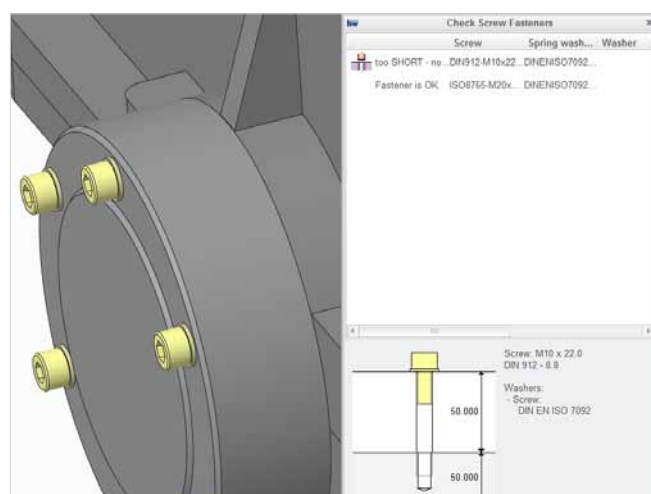 Check Screw Fasteners
Screw Spring wash... Washer
too SHORT - no...DIN912-M10x22...DINENISO7092...
Fastener is OK ISO8765-M20x... DINENISO7092...
Screw: M10 x 22.0
DIN 912 - 8.8
Washers:
- Screw:
DIN EN ISO 7092
50.000
50.000